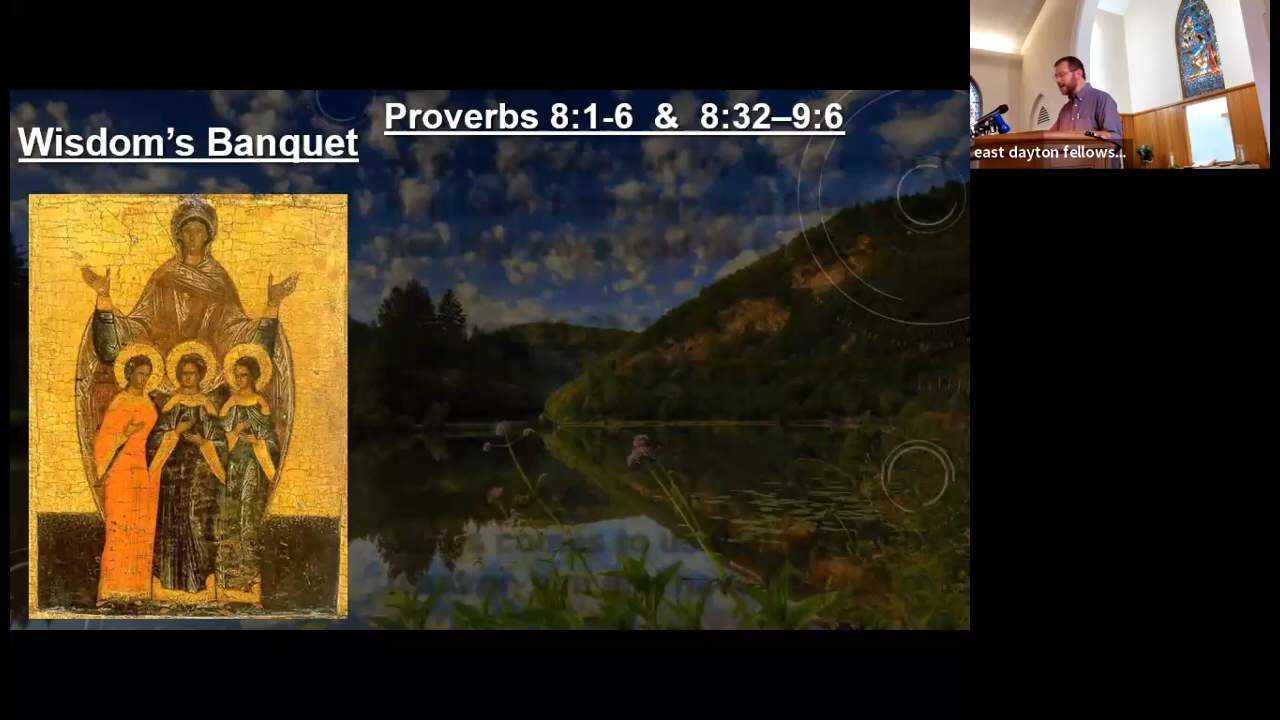 Proverbs 8:1-6 & 8:32–9:6
Wisdom’s Banquet
east dayton fellows...